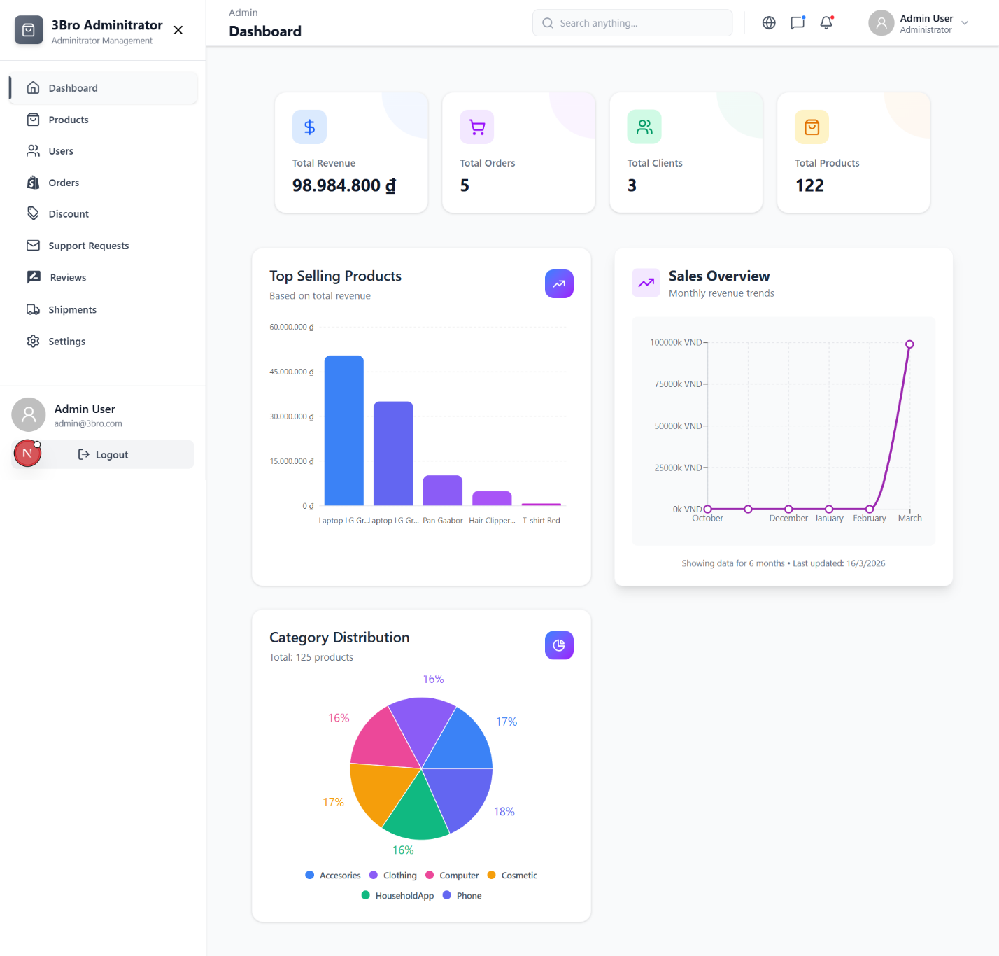 3Bro Adminitrator
Adminitrator Management
Dashboard
Products
Users
Orders
Discount
Support Requests
Reviews
Shipments
Settings
Admin User
admin@3bro.com
N
Logout
Admin
Dashboard
Search anything...
Admin User
Administrator
Total Revenue
98.984.800 ₫
Total Orders
5
Total Clients
3
Total Products
122
Top Selling Products
Based on total revenue
60.000.000 ₫
45.000.000 ₫
30.000.000 ₫
15.000.000 ₫
0 ₫
Laptop LG Gr... Laptop LG Gr... Pan Gaabor Hair Clipper... T-shirt Red
Sales Overview
Monthly revenue trends
100000k VND
75000k VND
50000k VND
25000k VND
0k VND
October December January February March
Showing data for 6 months • Last updated: 16/3/2026
Category Distribution
Total: 125 products
16%
16%
17%
17%
18%
16%
Accesories Clothing Computer Cosmetic
HouseholdApp Phone